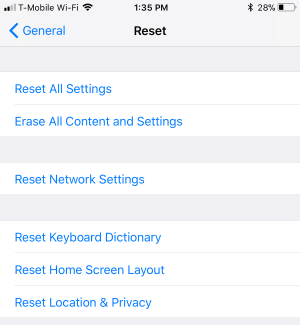 T-Mobile Wi-Fi 1:35 PM 28%
General Reset
Reset All Settings
Erase All Content and Settings
Reset Network Settings
Reset Keyboard Dictionary
Reset Home Screen Layout
Reset Location & Privacy